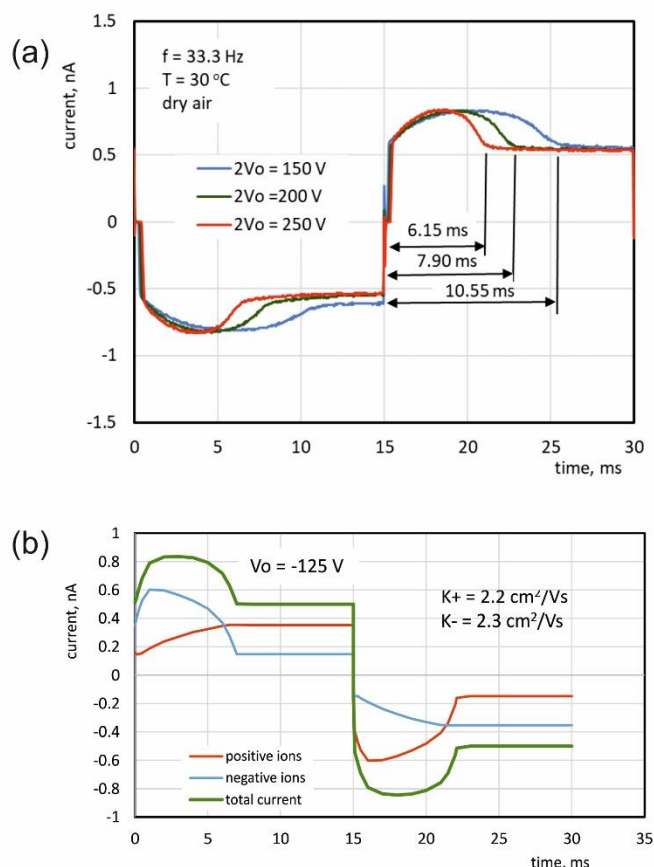 (a)
current, nA
1.5
1
0.5
0
-0.5
-1
-1.5
f = 33.3 Hz
T = 30 °C
dry air
2Vo = 150 V
2Vo =200 V
2Vo = 250 V
6.15 ms
7.90 ms
10.55 ms
0 5 10 15 20 25 30
time, ms
(b)
current, nA
1
0.8
0.6
0.4
0.2
0
-0.2
-0.4
-0.6
-0.8
-1
Vo = -125 V
K+ = 2.2 cm²/Vs
K- = 2.3 cm²/Vs
positive ions
negative ions
total current
0 5 10 15 20 25 30 35
time, ms